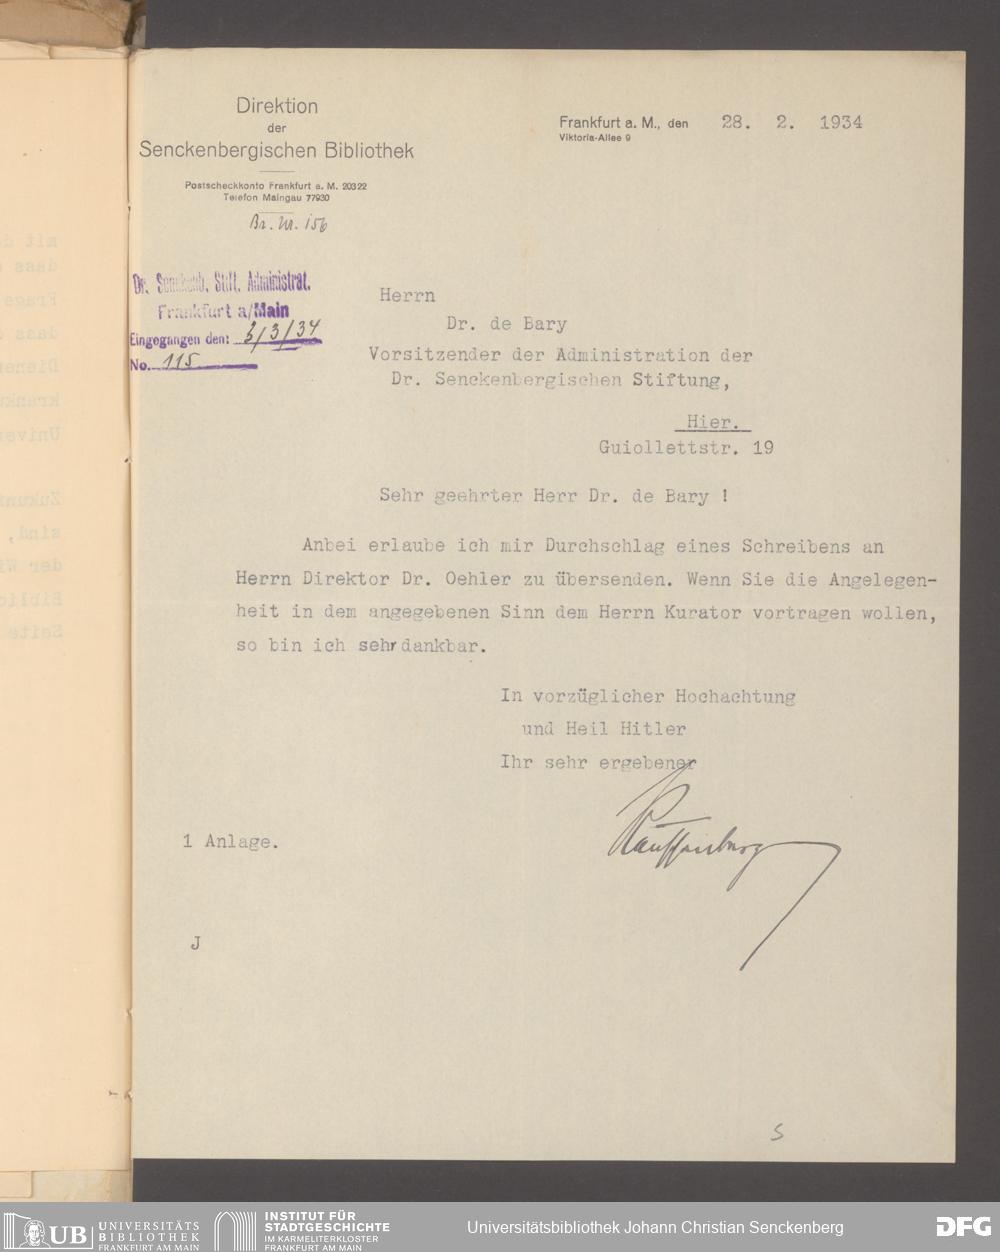 Direktion
der
Senckenbergischen Bibliothek
Postscheckkonto Frankfurt a. M. 20322
Telefon Maingau 77930
Br. Nr. 156
Frankfurt a. M., den 28. 2. 1934
Viktoria-Allee 9
Dr. Senckenb. Stift. Administrat.
Frankfurt a/Main
Eingegangen den: 3/3/34
No. 115
Herrn
Dr. de Bary
Vorsitzender der Administration der
Dr. Senckenbergischen Stiftung,
Hier.
Guiollettstr. 19
Sehr geehrter Herr Dr. de Bary !
Anbei erlaube ich mir Durchschlag eines Schreibens an
Herrn Direktor Dr. Oehler zu übersenden. Wenn Sie die Angelegen-
heit in dem angegebenen Sinn dem Herrn Kurator vortragen wollen,
so bin ich sehr dankbar.
In vorzüglicher Hochachtung
und Heil Hitler
Ihr sehr ergebener
1 Anlage.
J
S
UB UNIVERSITÄTS
BIBLIOTHEK
FRANKFURT AM MAIN
INSTITUT FÜR
STADTGESCHICHTE
IM KARMELITERKLOSTER
FRANKFURT AM MAIN
Universitätsbibliothek Johann Christian Senckenberg
DFG